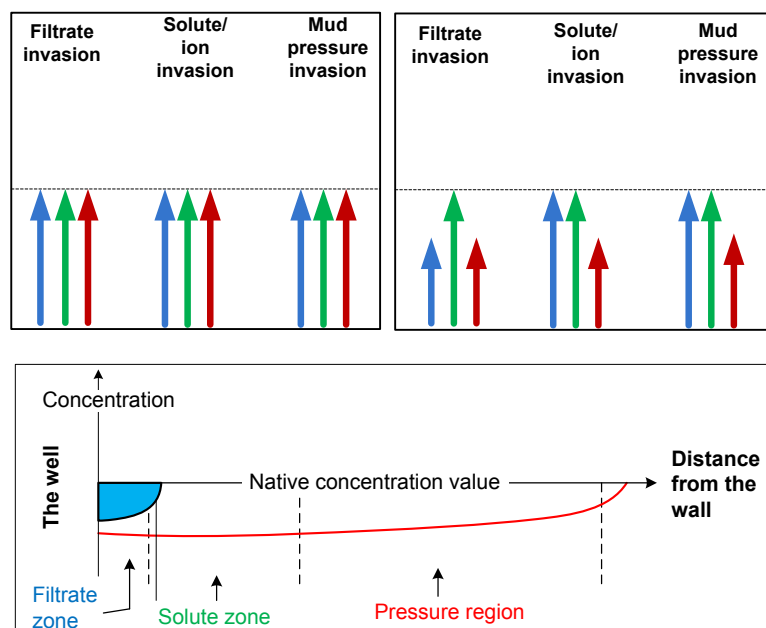 Filtrate
invasion
Solute/
ion
invasion
Mud
pressure
invasion
Filtrate
invasion
Solute/
ion
invasion
Mud
pressure
invasion
Concentration
The well
Native concentration value
Distance
from the
wall
Filtrate
zone
Solute zone
Pressure region